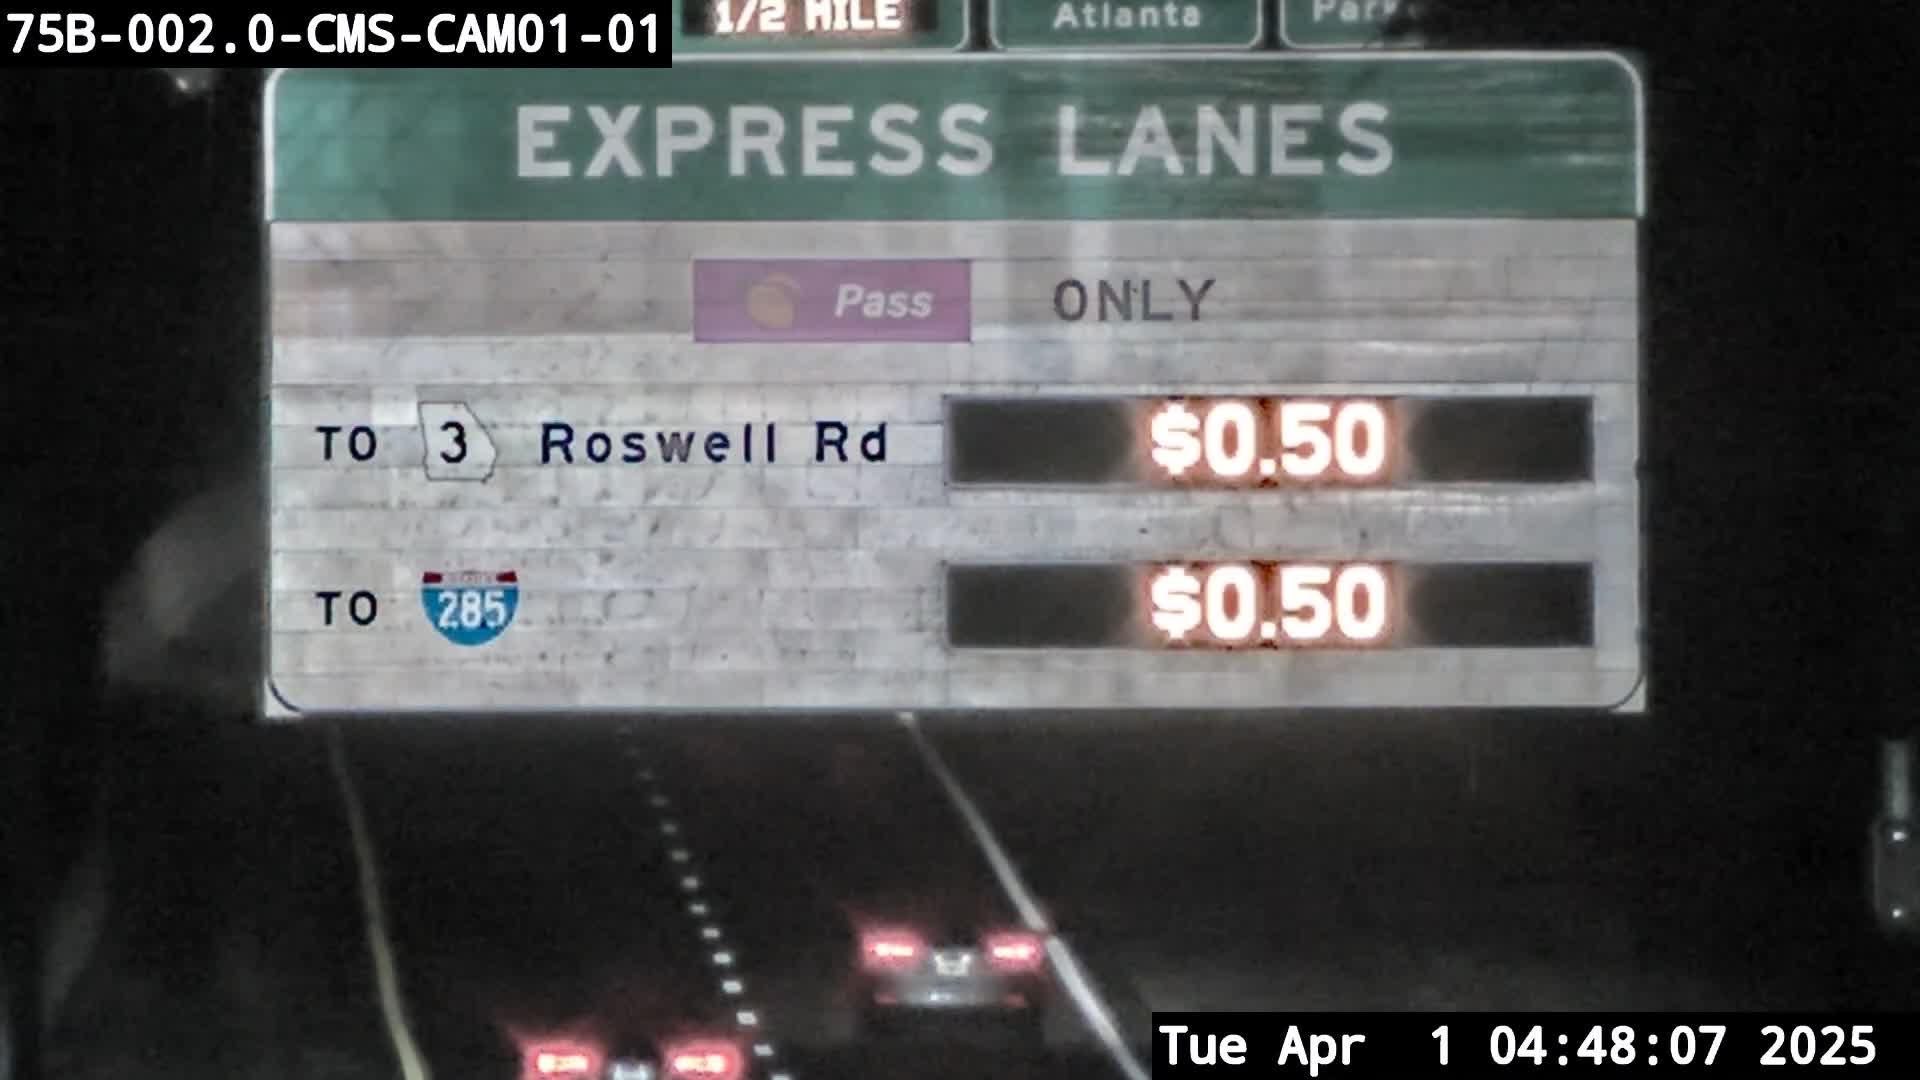 75B-002.0-CMS-CAM01-01
1/2 MILE
Atlanta
EXPRESS LANES
Pass ONLY
TO 3 Roswell Rd $0.50
TO 285 $0.50
Tue Apr 1 04:48:07 2025